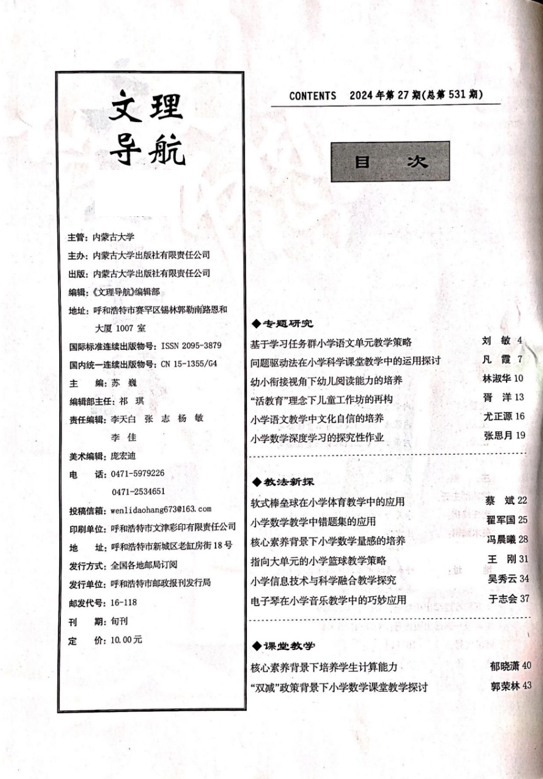 文理
导航
主管：内蒙古大学
主办：内蒙古大学出版社有限责任公司
出版：内蒙古大学出版社有限责任公司
编辑：《文理导航》编辑部
地址：呼和浩特市赛罕区锡林郭勒南路恩和
大厦 1007 室
国际标准连续出版物号：ISSN 2095-3879
国内统一连续出版物号：CN 15-1355/G4
主 编：苏 巍
编辑部主任：祁 琪
责任编辑：李天白 张 志 杨 敏
李 佳
美术编辑：庞宏迪
电 话：0471-5979226
0471-2534651
投稿信箱：wenlidaohang673@163.com
印刷单位：呼和浩特市文津彩印有限责任公司
地 址：呼和浩特市新城区老缸房街 18 号
发行方式：全国各地邮局订阅
发行单位：呼和浩特市邮政报刊发行局
邮发代号：16-118
刊 期：旬刊
定 价：10.00 元
CONTENTS 2024 年第 27 期(总第 531 期)
目 次
◆专题研究
基于学习任务群小学语文单元教学策略 刘 敏 4
问题驱动法在小学科学课堂教学中的运用探讨 凡 霞 7
幼小衔接视角下幼儿阅读能力的培养 林淑华 10
“活教育”理念下儿童工作坊的再构 胥 洋 13
小学语文教学中文化自信的培养 尤正源 16
小学数学深度学习的探究性作业 张思月 19
◆教法新探
软式棒垒球在小学体育教学中的应用 蔡 斌 22
小学数学教学中错题集的应用 翟军国 25
核心素养背景下小学数学量感的培养 冯晨曦 28
指向大单元的小学篮球教学策略 王 刚 31
小学信息技术与科学融合教学探究 吴秀云 34
电子琴在小学音乐教学中的巧妙应用 于志会 37
◆课堂教学
核心素养背景下培养学生计算能力 郁晓潇 40
“双减”政策背景下小学数学课堂教学探讨 郭荣林 43